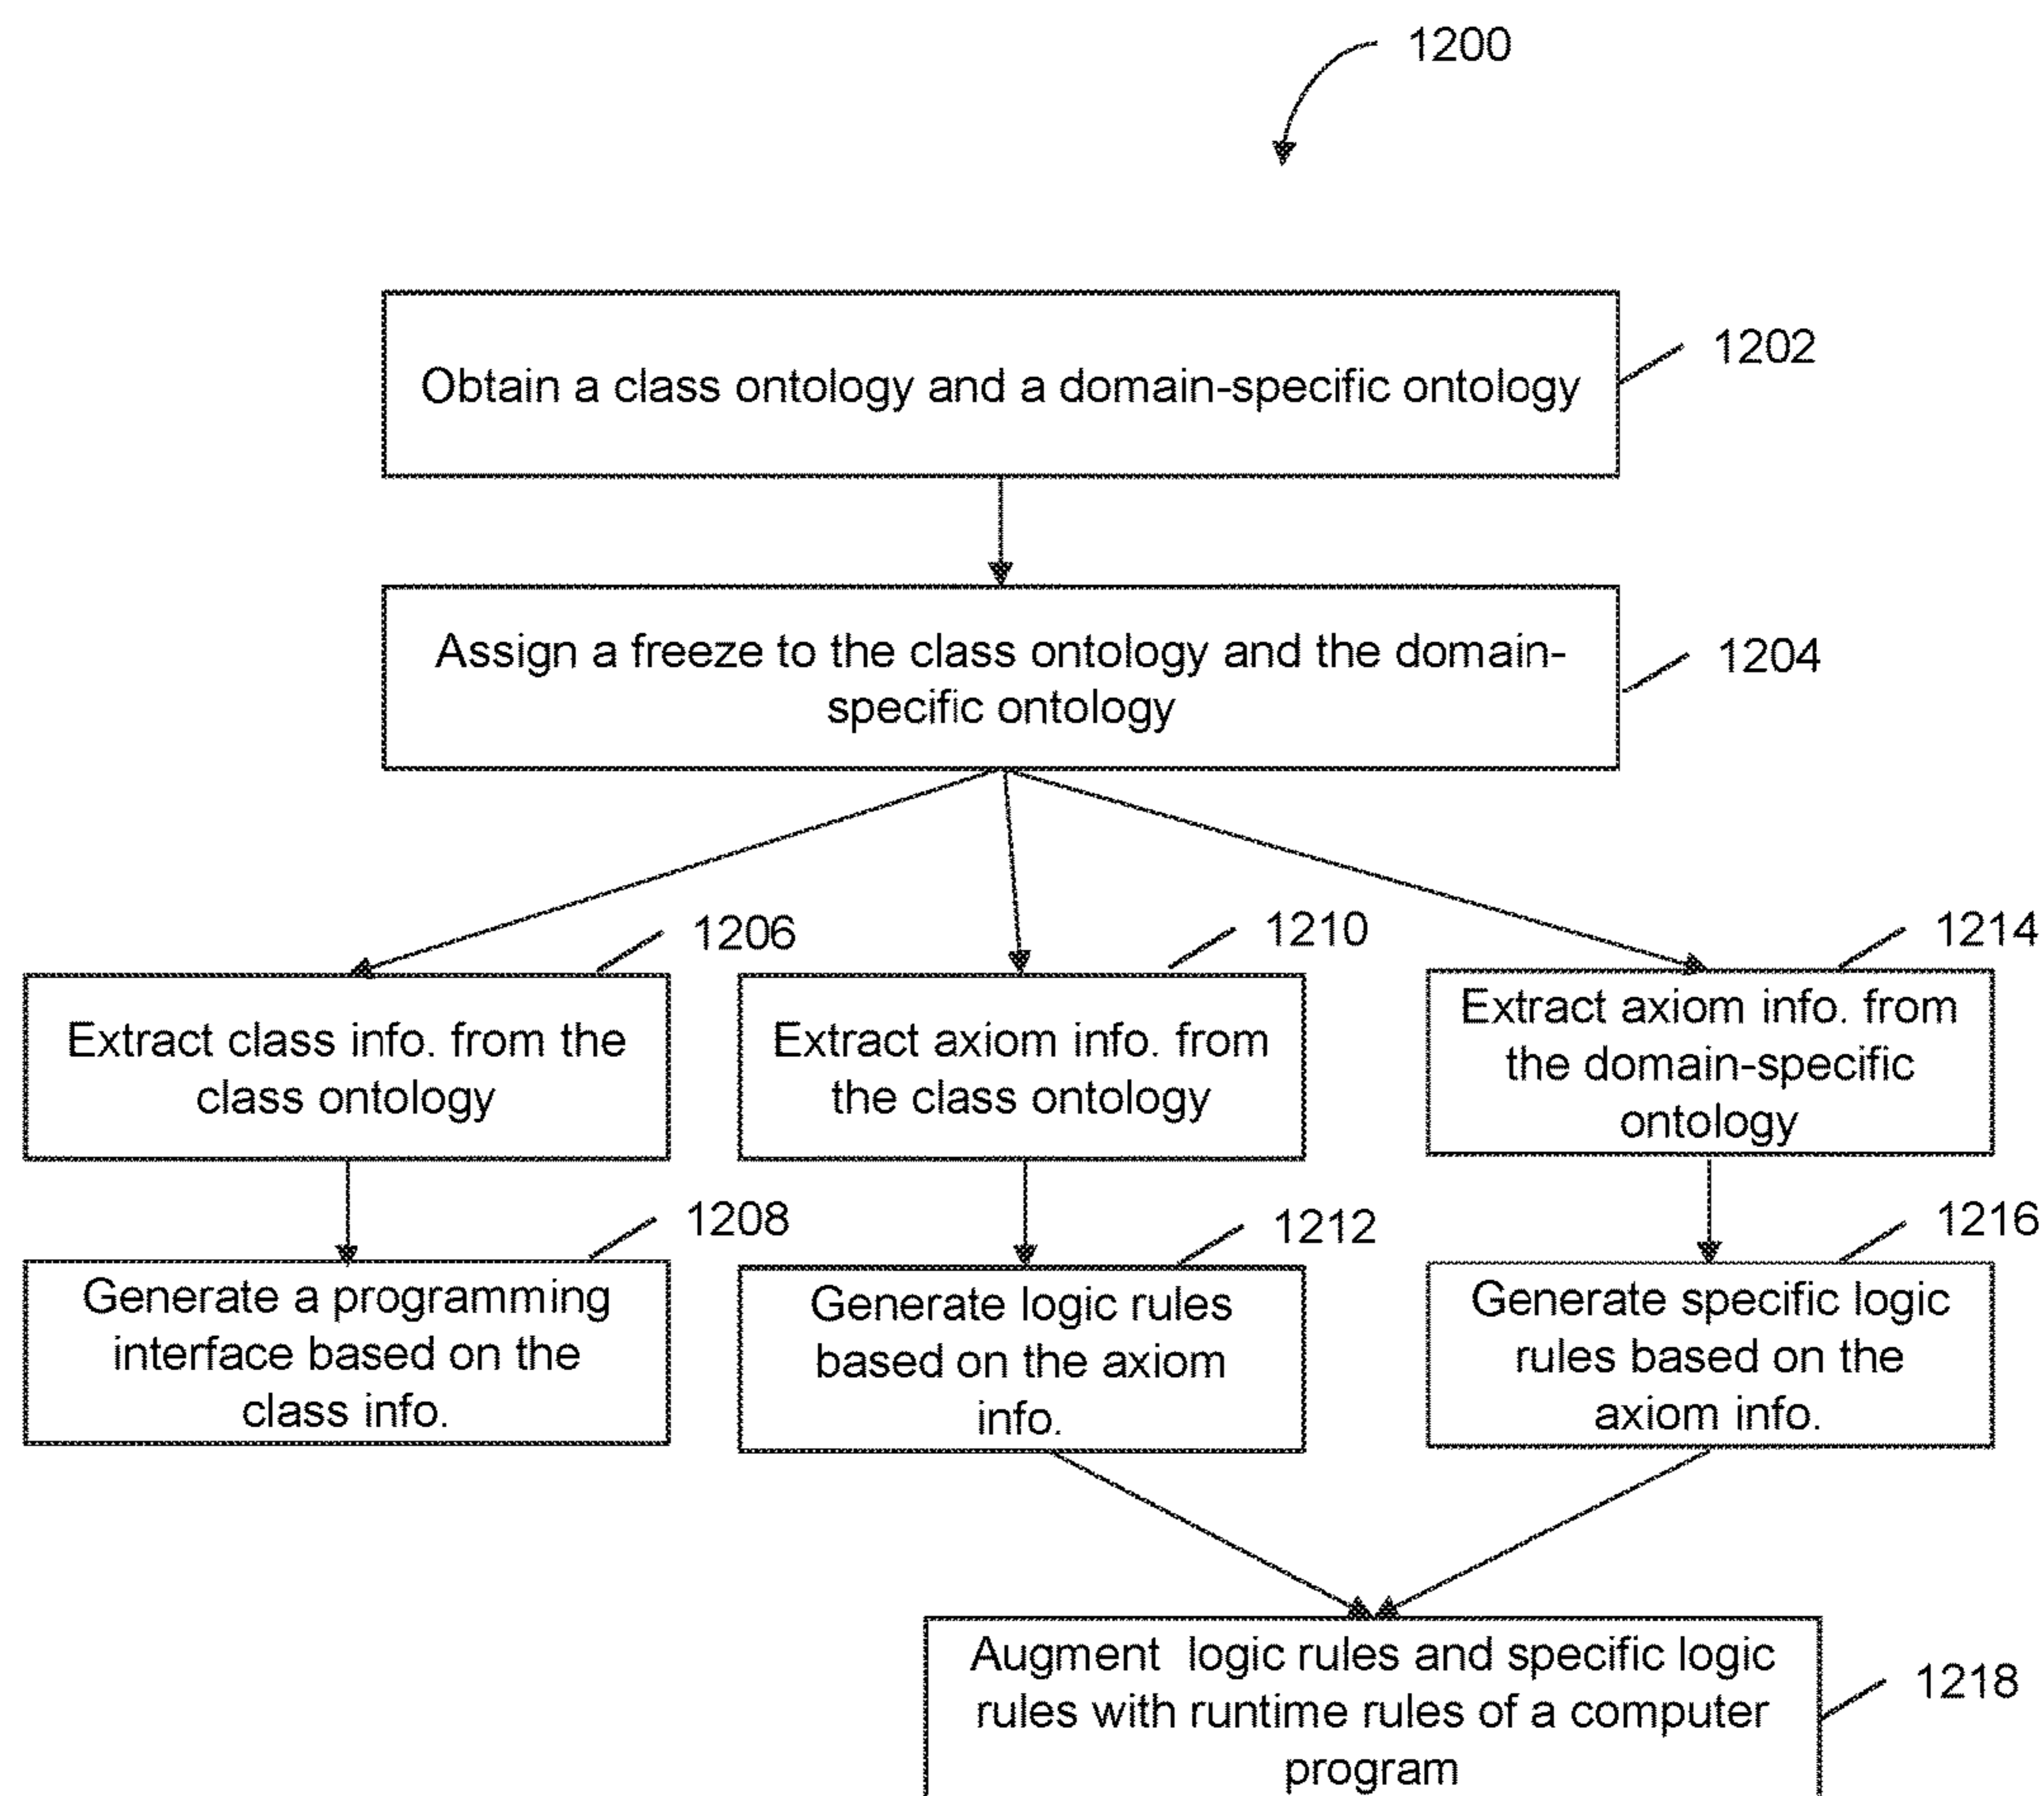 1200
Obtain a class ontology and a domain-specific ontology
1202
Assign a freeze to the class ontology and the domain-
specific ontology
1204
1206
Extract class info. from the
class ontology
1210
Extract axiom info. from
the class ontology
1214
Extract axiom info. from
the domain-specific
ontology
1208
Generate a programming
interface based on the
class info.
1212
Generate logic rules
based on the axiom
info.
1216
Generate specific logic
rules based on the
axiom info.
Augment logic rules and specific logic
rules with runtime rules of a computer
program
1218